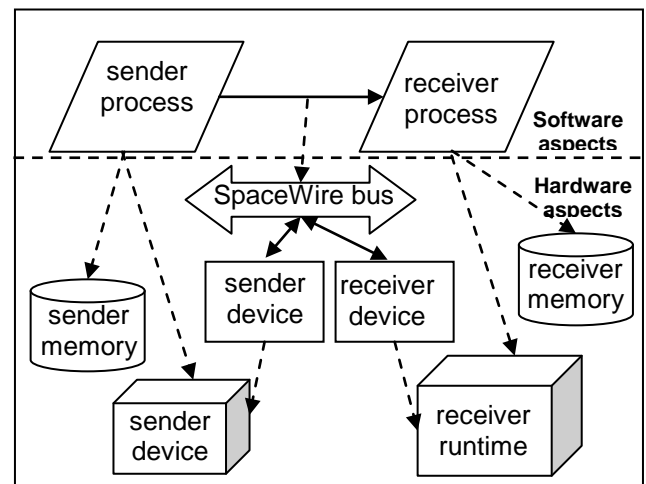 sender
process
receiver
process
Software
aspects
Hardware
aspects
SpaceWire bus
sender
device
receiver
device
receiver
memory
sender
memory
sender
device
receiver
runtime